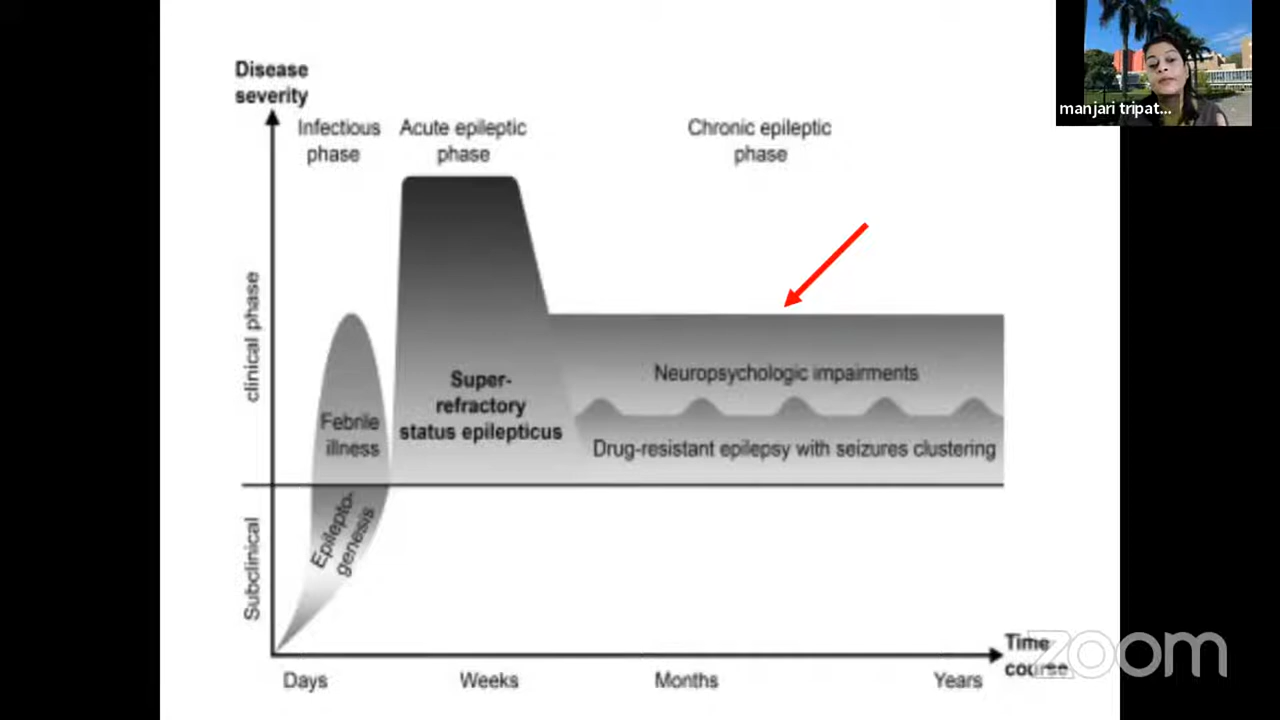 Disease
severity
Infectious
phase
Acute epileptic
phase
Chronic epileptic
phase
manjari tripat...
clinical phase
Subclinical
Febrile
illness
Epilepto-
genesis
Super-
refractory
status epilepticus
Neuropsychologic impairments
Drug-resistant epilepsy with seizures clustering
Days
Weeks
Months
Years
Time
course
zoom